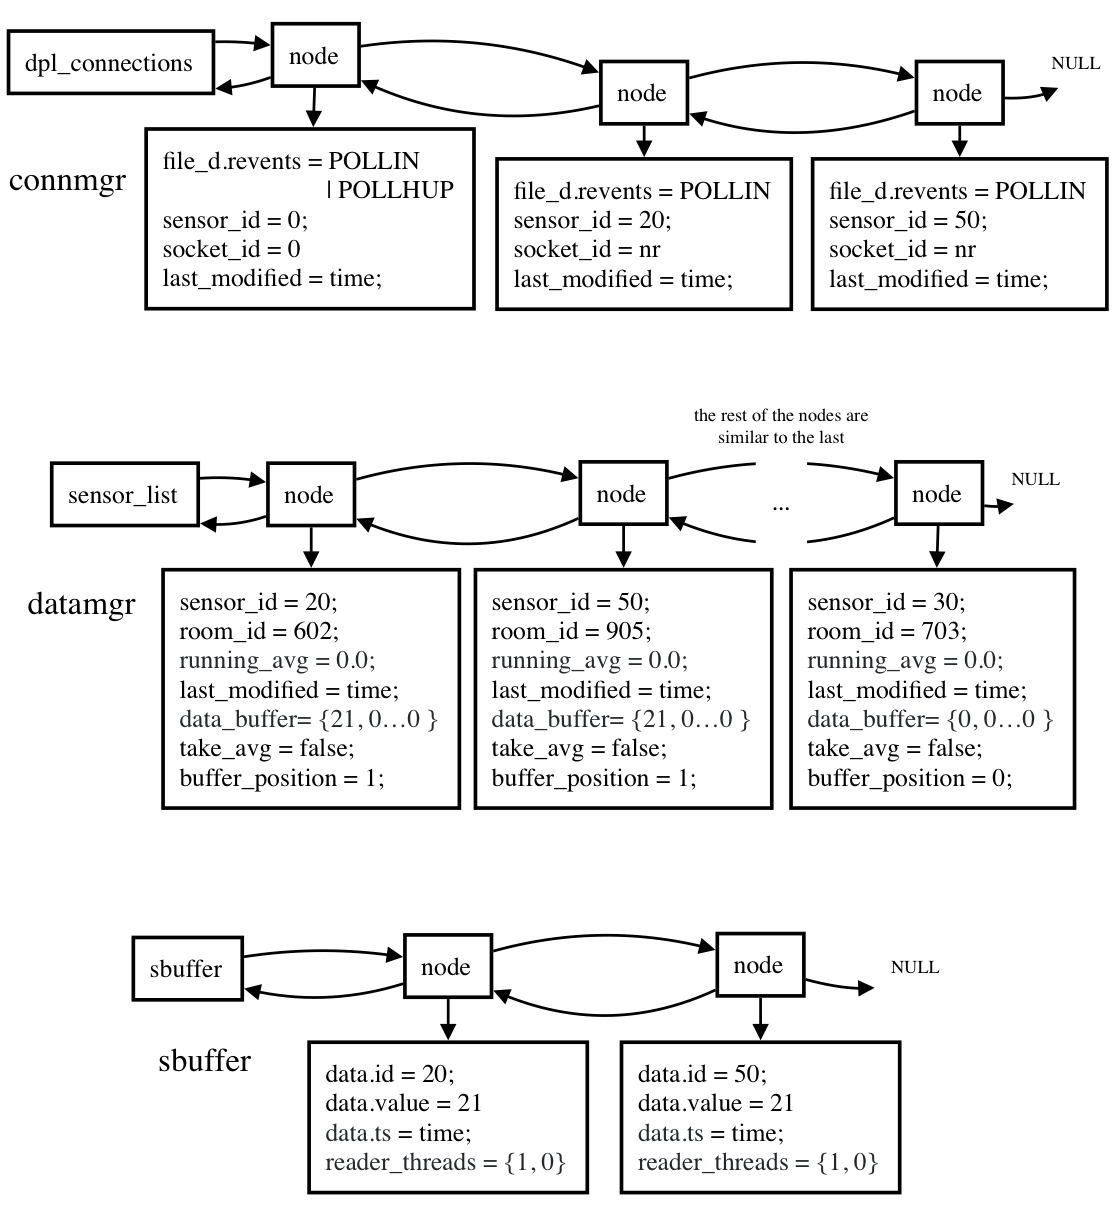 dpl_connections
node
node
node
NULL
connmgr
file_d.revents = POLLIN
| POLLHUP
sensor_id = 0;
socket_id = 0
last_modified = time;
file_d.revents = POLLIN
sensor_id = 20;
socket_id = nr
last_modified = time;
file_d.revents = POLLIN
sensor_id = 50;
socket_id = nr
last_modified = time;
the rest of the nodes are
similar to the last
sensor_list
node
node
...
node
NULL
datamgr
sensor_id = 20;
room_id = 602;
running_avg = 0.0;
last_modified = time;
data_buffer= {21, 0…0 }
take_avg = false;
buffer_position = 1;
sensor_id = 50;
room_id = 905;
running_avg = 0.0;
last_modified = time;
data_buffer= {21, 0…0 }
take_avg = false;
buffer_position = 1;
sensor_id = 30;
room_id = 703;
running_avg = 0.0;
last_modified = time;
data_buffer= {0, 0…0 }
take_avg = false;
buffer_position = 0;
sbuffer
node
node
NULL
sbuffer
data.id = 20;
data.value = 21
data.ts = time;
reader_threads = {1, 0}
data.id = 50;
data.value = 21
data.ts = time;
reader_threads = {1, 0}